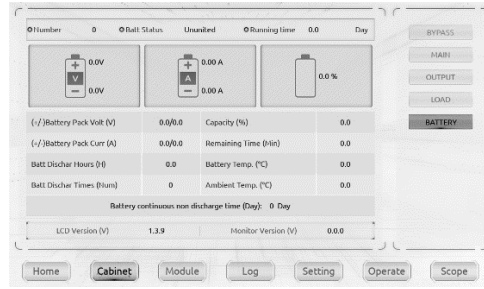 Number 0 Batt Status Ununited Running time 0.0 Day
BYPASS
MAIN
OUTPUT
LOAD
BATTERY
+ V − 0.0V 0.0V
+ A − 0.00 A 0.00 A
0.0 %
(+/-)Battery Pack Volt (V) 0.0/0.0 Capacity (%) 0.0
(+/-)Battery Pack Curr (A) 0.0/0.0 Remaining Time (Min) 0.0
Batt Dischar Hours (H) 0.0 Battery Temp. (°C) 0.0
Batt Dischar Times (Num) 0 Ambient Temp. (°C) 0.0
Battery continuous non discharge time (Day): 0 Day
LCD Version (V) 1.3.9 Monitor Version (V) 0.0.0
Home Cabinet Module Log Setting Operate Scope